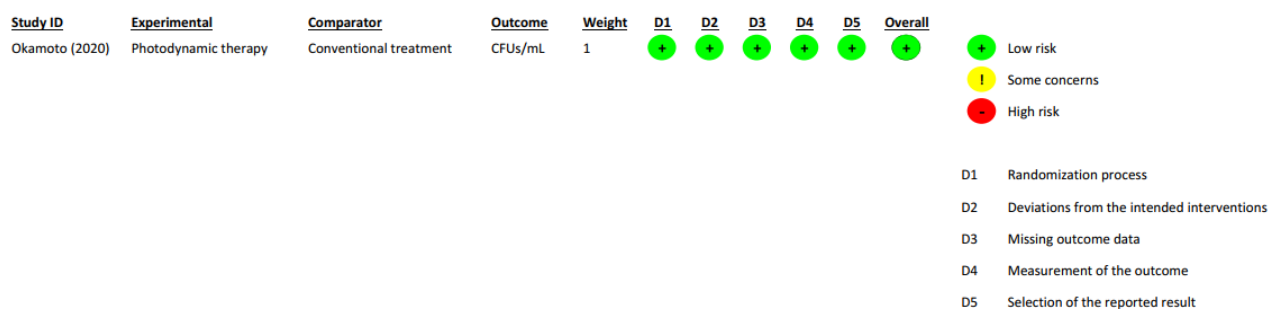 Study ID Experimental Comparator Outcome Weight D1 D2 D3 D4 D5 Overall
Okamoto (2020) Photodynamic therapy Conventional treatment CFUs/mL 1 + + + + + +
+ Low risk
! Some concerns
- High risk
D1 Randomization process
D2 Deviations from the intended interventions
D3 Missing outcome data
D4 Measurement of the outcome
D5 Selection of the reported result